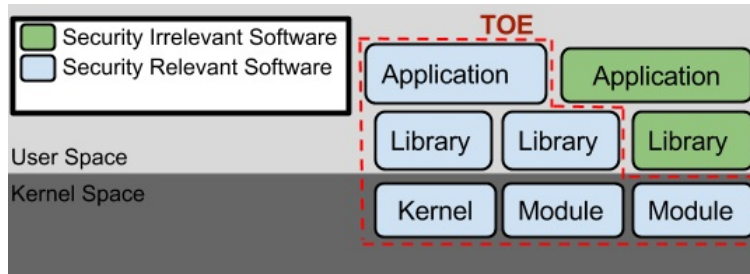 Security Irrelevant Software
Security Relevant Software
TOE
Application
Application
Library
Library
Library
User Space
Kernel Space
Kernel
Module
Module